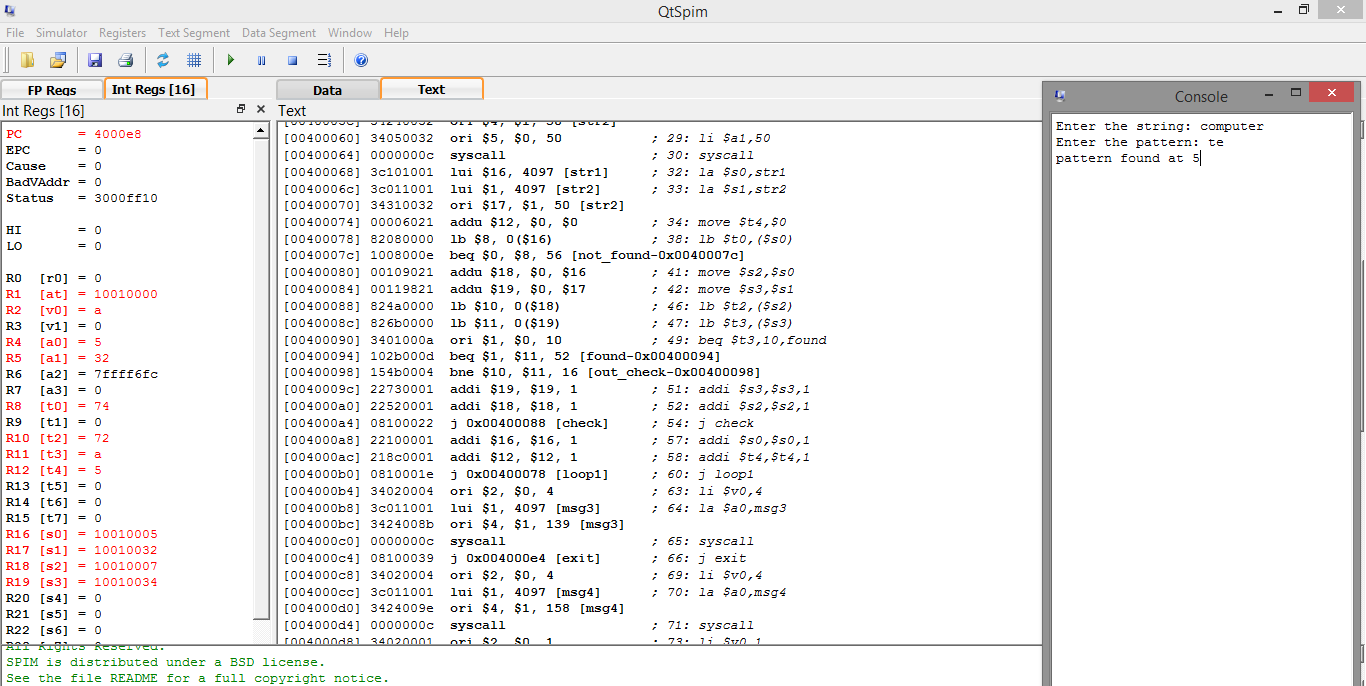 QtSpim
File Simulator Registers Text Segment Data Segment Window Help
FP Regs Int Regs [16]
Data Text
Int Regs [16]
PC = 4000e8
EPC = 0
Cause = 0
BadVAddr = 0
Status = 3000ff10
HI = 0
LO = 0
R0 [r0] = 0
R1 [at] = 10010000
R2 [v0] = a
R3 [v1] = 0
R4 [a0] = 5
R5 [a1] = 32
R6 [a2] = 7ffff6fc
R7 [a3] = 0
R8 [t0] = 74
R9 [t1] = 0
R10 [t2] = 72
R11 [t3] = a
R12 [t4] = 5
R13 [t5] = 0
R14 [t6] = 0
R15 [t7] = 0
R16 [s0] = 10010005
R17 [s1] = 10010032
R18 [s2] = 10010007
R19 [s3] = 10010034
R20 [s4] = 0
R21 [s5] = 0
R22 [s6] = 0
Text
[0040005c] 34240032 ori $4, $1, 50 [str2]
[00400060] 34050032 ori $5, $0, 50 ; 29: li $a1,50
[00400064] 0000000c syscall ; 30: syscall
[00400068] 3c101001 lui $16, 4097 [str1] ; 32: la $s0,str1
[0040006c] 3c011001 lui $1, 4097 [str2] ; 33: la $s1,str2
[00400070] 34310032 ori $17, $1, 50 [str2]
[00400074] 00006021 addu $12, $0, $0 ; 34: move $t4,$0
[00400078] 82080000 lb $8, 0($16) ; 38: lb $t0,($s0)
[0040007c] 1008000e beq $0, $8, 56 [not_found-0x0040007c]
[00400080] 00109021 addu $18, $0, $16 ; 41: move $s2,$s0
[00400084] 00119821 addu $19, $0, $17 ; 42: move $s3,$s1
[00400088] 824a0000 lb $10, 0($18) ; 46: lb $t2,($s2)
[0040008c] 826b0000 lb $11, 0($19) ; 47: lb $t3,($s3)
[00400090] 3401000a ori $1, $0, 10 ; 49: beq $t3,10,found
[00400094] 102b000d beq $1, $11, 52 [found-0x00400094]
[00400098] 154b0004 bne $10, $11, 16 [out_check-0x00400098]
[0040009c] 22730001 addi $19, $19, 1 ; 51: addi $s3,$s3,1
[004000a0] 22520001 addi $18, $18, 1 ; 52: addi $s2,$s2,1
[004000a4] 08100022 j 0x00400088 [check] ; 54: j check
[004000a8] 22100001 addi $16, $16, 1 ; 57: addi $s0,$s0,1
[004000ac] 218c0001 addi $12, $12, 1 ; 58: addi $t4,$t4,1
[004000b0] 0810001e j 0x00400078 [loop1] ; 60: j loop1
[004000b4] 34020004 ori $2, $0, 4 ; 63: li $v0,4
[004000b8] 3c011001 lui $1, 4097 [msg3] ; 64: la $a0,msg3
[004000bc] 3424008b ori $4, $1, 139 [msg3]
[004000c0] 0000000c syscall ; 65: syscall
[004000c4] 08100039 j 0x004000e4 [exit] ; 66: j exit
[004000c8] 34020004 ori $2, $0, 4 ; 69: li $v0,4
[004000cc] 3c011001 lui $1, 4097 [msg4] ; 70: la $a0,msg4
[004000d0] 3424009e ori $4, $1, 158 [msg4]
[004000d4] 0000000c syscall ; 71: syscall
[004000d8] 34020001 ori $2, $0, 1 ; 73: li $v0,1
Console
Enter the string: computer
Enter the pattern: te
pattern found at 5
All Rights Reserved.
SPIM is distributed under a BSD license.
See the file README for a full copyright notice.